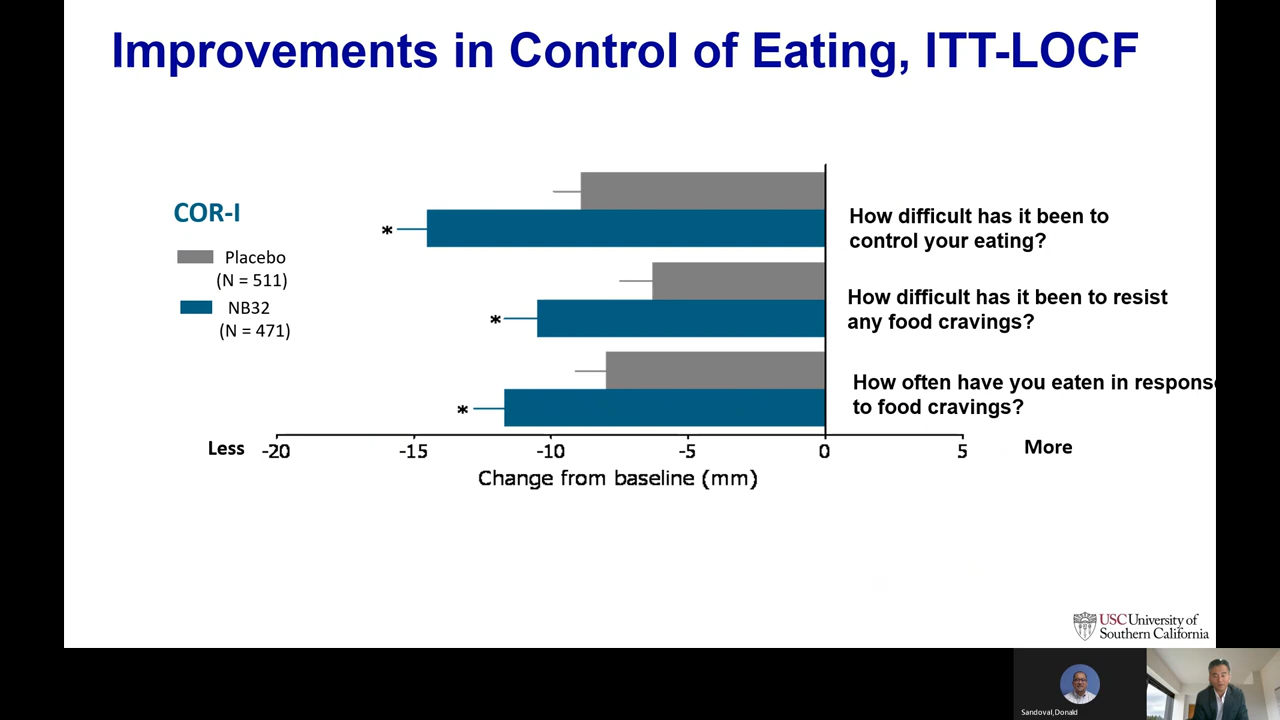 Improvements in Control of Eating, ITT-LOCF
COR-I
Placebo
(N = 511)
NB32
(N = 471)
*
How difficult has it been to
control your eating?
*
How difficult has it been to resist
any food cravings?
*
How often have you eaten in response
to food cravings?
Less -20 -15 -10 -5 0 5 More
Change from baseline (mm)
USC University of
Southern California
Sandoval,Donald